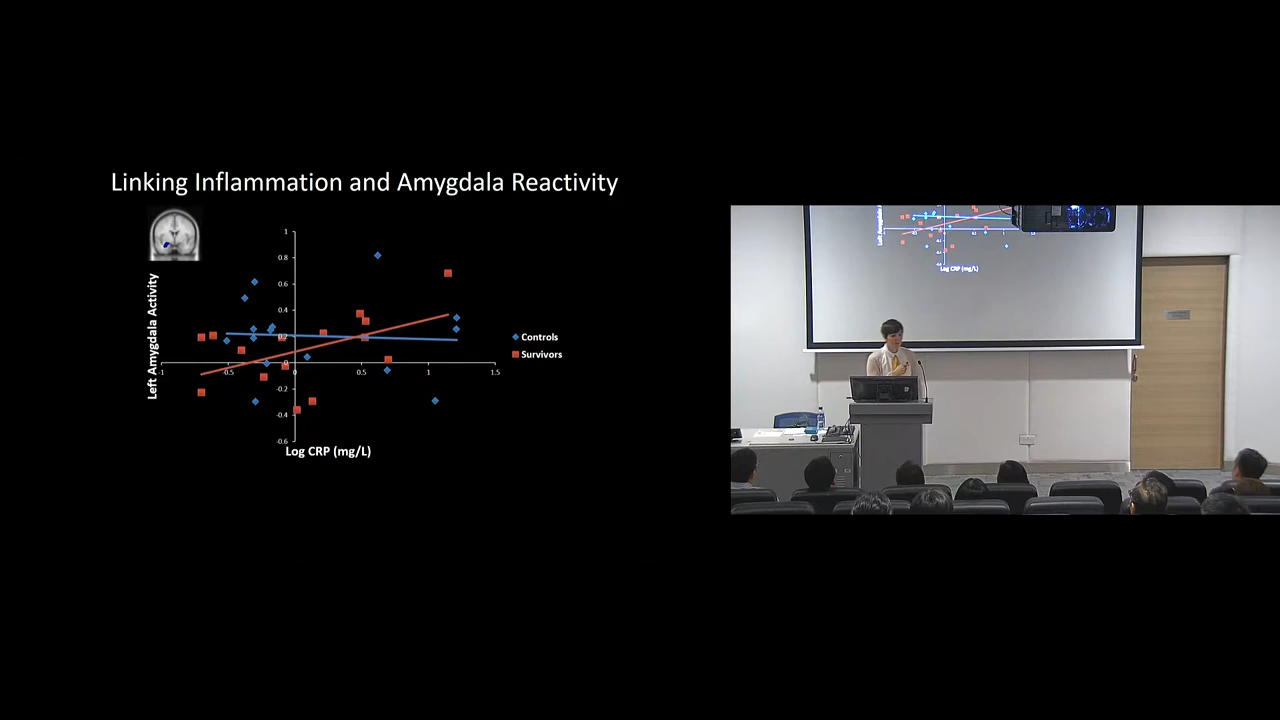 Linking Inflammation and Amygdala Reactivity
Left Amygdala Activity
1
0.8
0.6
0.4
0.2
0
-0.2
-0.4
-0.6
-1
-0.5
0
0.5
1
1.5
Log CRP (mg/L)
Controls
Survivors
Log CRP (mg/L)